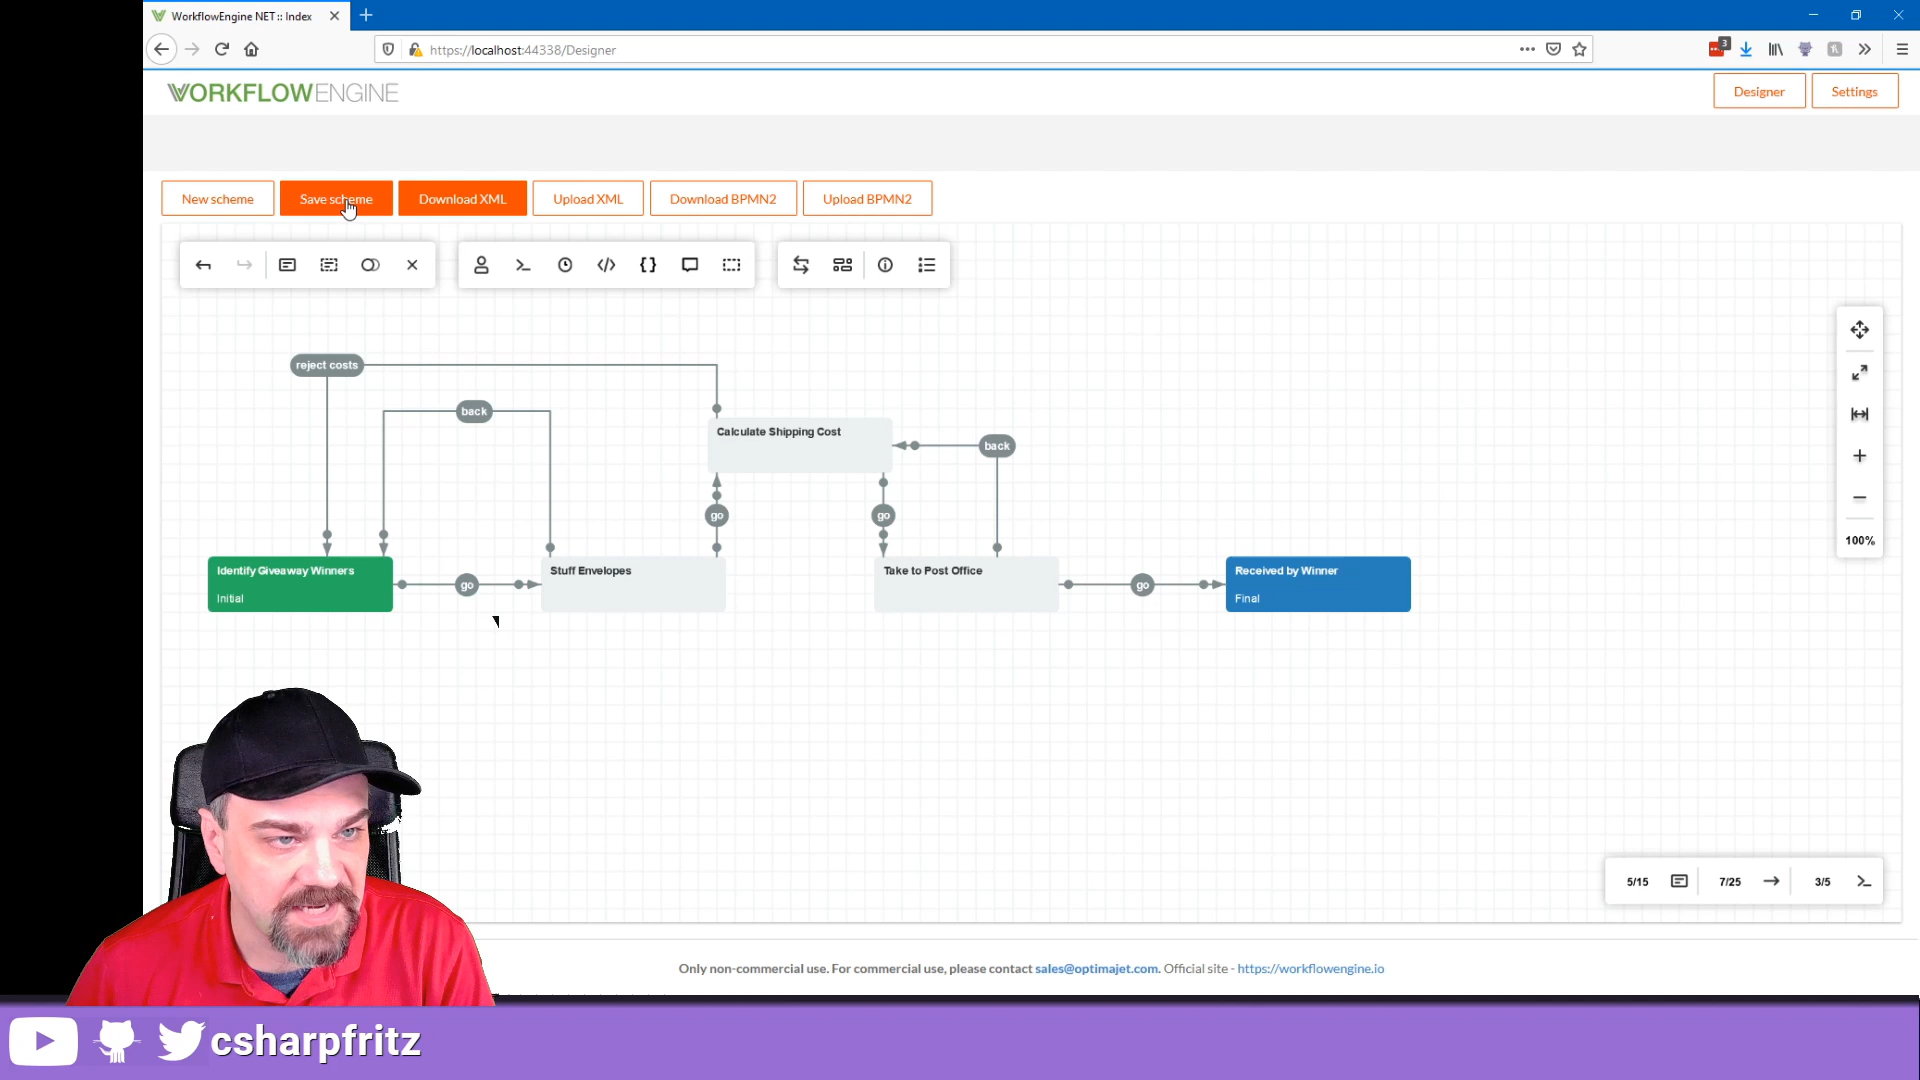 WorkflowEngine NET :: Index
https://localhost:44338/Designer
3
WORKFLOWENGINE
Designer
Settings
New scheme
Save scheme
Download XML
Upload XML
Download BPMN2
Upload BPMN2
reject costs
back
Calculate Shipping Cost
back
go
go
100%
Identify Giveaway Winners
Initial
go
Stuff Envelopes
Take to Post Office
go
Received by Winner
Final
5/15
7/25
3/5
Only non-commercial use. For commercial use, please contact sales@optimajet.com. Official site - https://workflowengine.io
csharpfritz